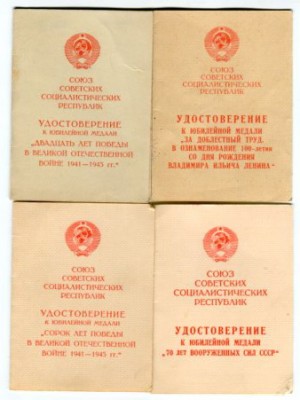 СОЮЗ
СОВЕТСКИХ
СОЦИАЛИСТИЧЕСКИХ
РЕСПУБЛИК
УДОСТОВЕРЕНИЕ
К ЮБИЛЕЙНОЙ МЕДАЛИ
"ДВАДЦАТЬ ЛЕТ ПОБЕДЫ
В ВЕЛИКОЙ ОТЕЧЕСТВЕННОЙ
ВОЙНЕ 1941—1945 гг."
СОЮЗ
СОВЕТСКИХ
СОЦИАЛИСТИЧЕСКИХ
РЕСПУБЛИК
УДОСТОВЕРЕНИЕ
К ЮБИЛЕЙНОЙ МЕДАЛИ
„ЗА ДОБЛЕСТНЫЙ ТРУД.
В ОЗНАМЕНОВАНИЕ 100-летия
СО ДНЯ РОЖДЕНИЯ
ВЛАДИМИРА ИЛЬИЧА ЛЕНИНА"
СОЮЗ
СОВЕТСКИХ
СОЦИАЛИСТИЧЕСКИХ
РЕСПУБЛИК
УДОСТОВЕРЕНИЕ
К ЮБИЛЕЙНОЙ МЕДАЛИ
„СОРОК ЛЕТ ПОБЕДЫ
В ВЕЛИКОЙ ОТЕЧЕСТВЕННОЙ
ВОЙНЕ 1941—1945 гг."
СОЮЗ
СОВЕТСКИХ
СОЦИАЛИСТИЧЕСКИХ
РЕСПУБЛИК
УДОСТОВЕРЕНИЕ
К ЮБИЛЕЙНОЙ МЕДАЛИ
„70 ЛЕТ ВООРУЖЕННЫХ СИЛ СССР"